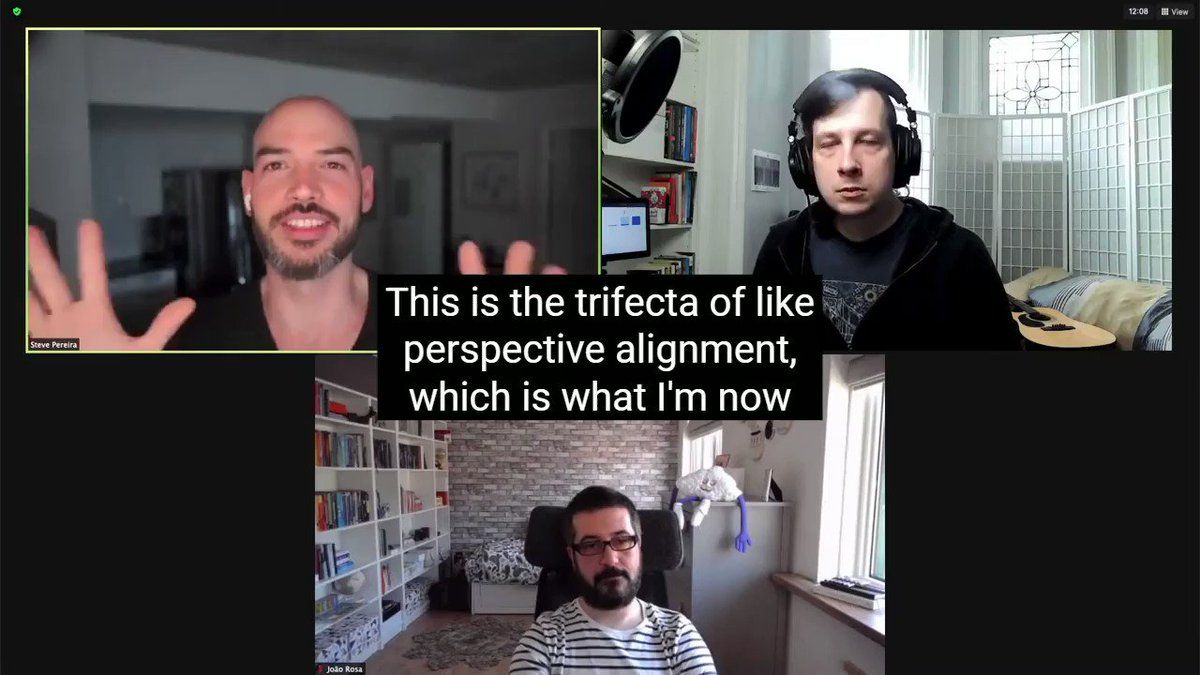 12:08
View
Steve Pereira
This is the trifecta of like
perspective alignment,
which is what I'm now
João Rosa